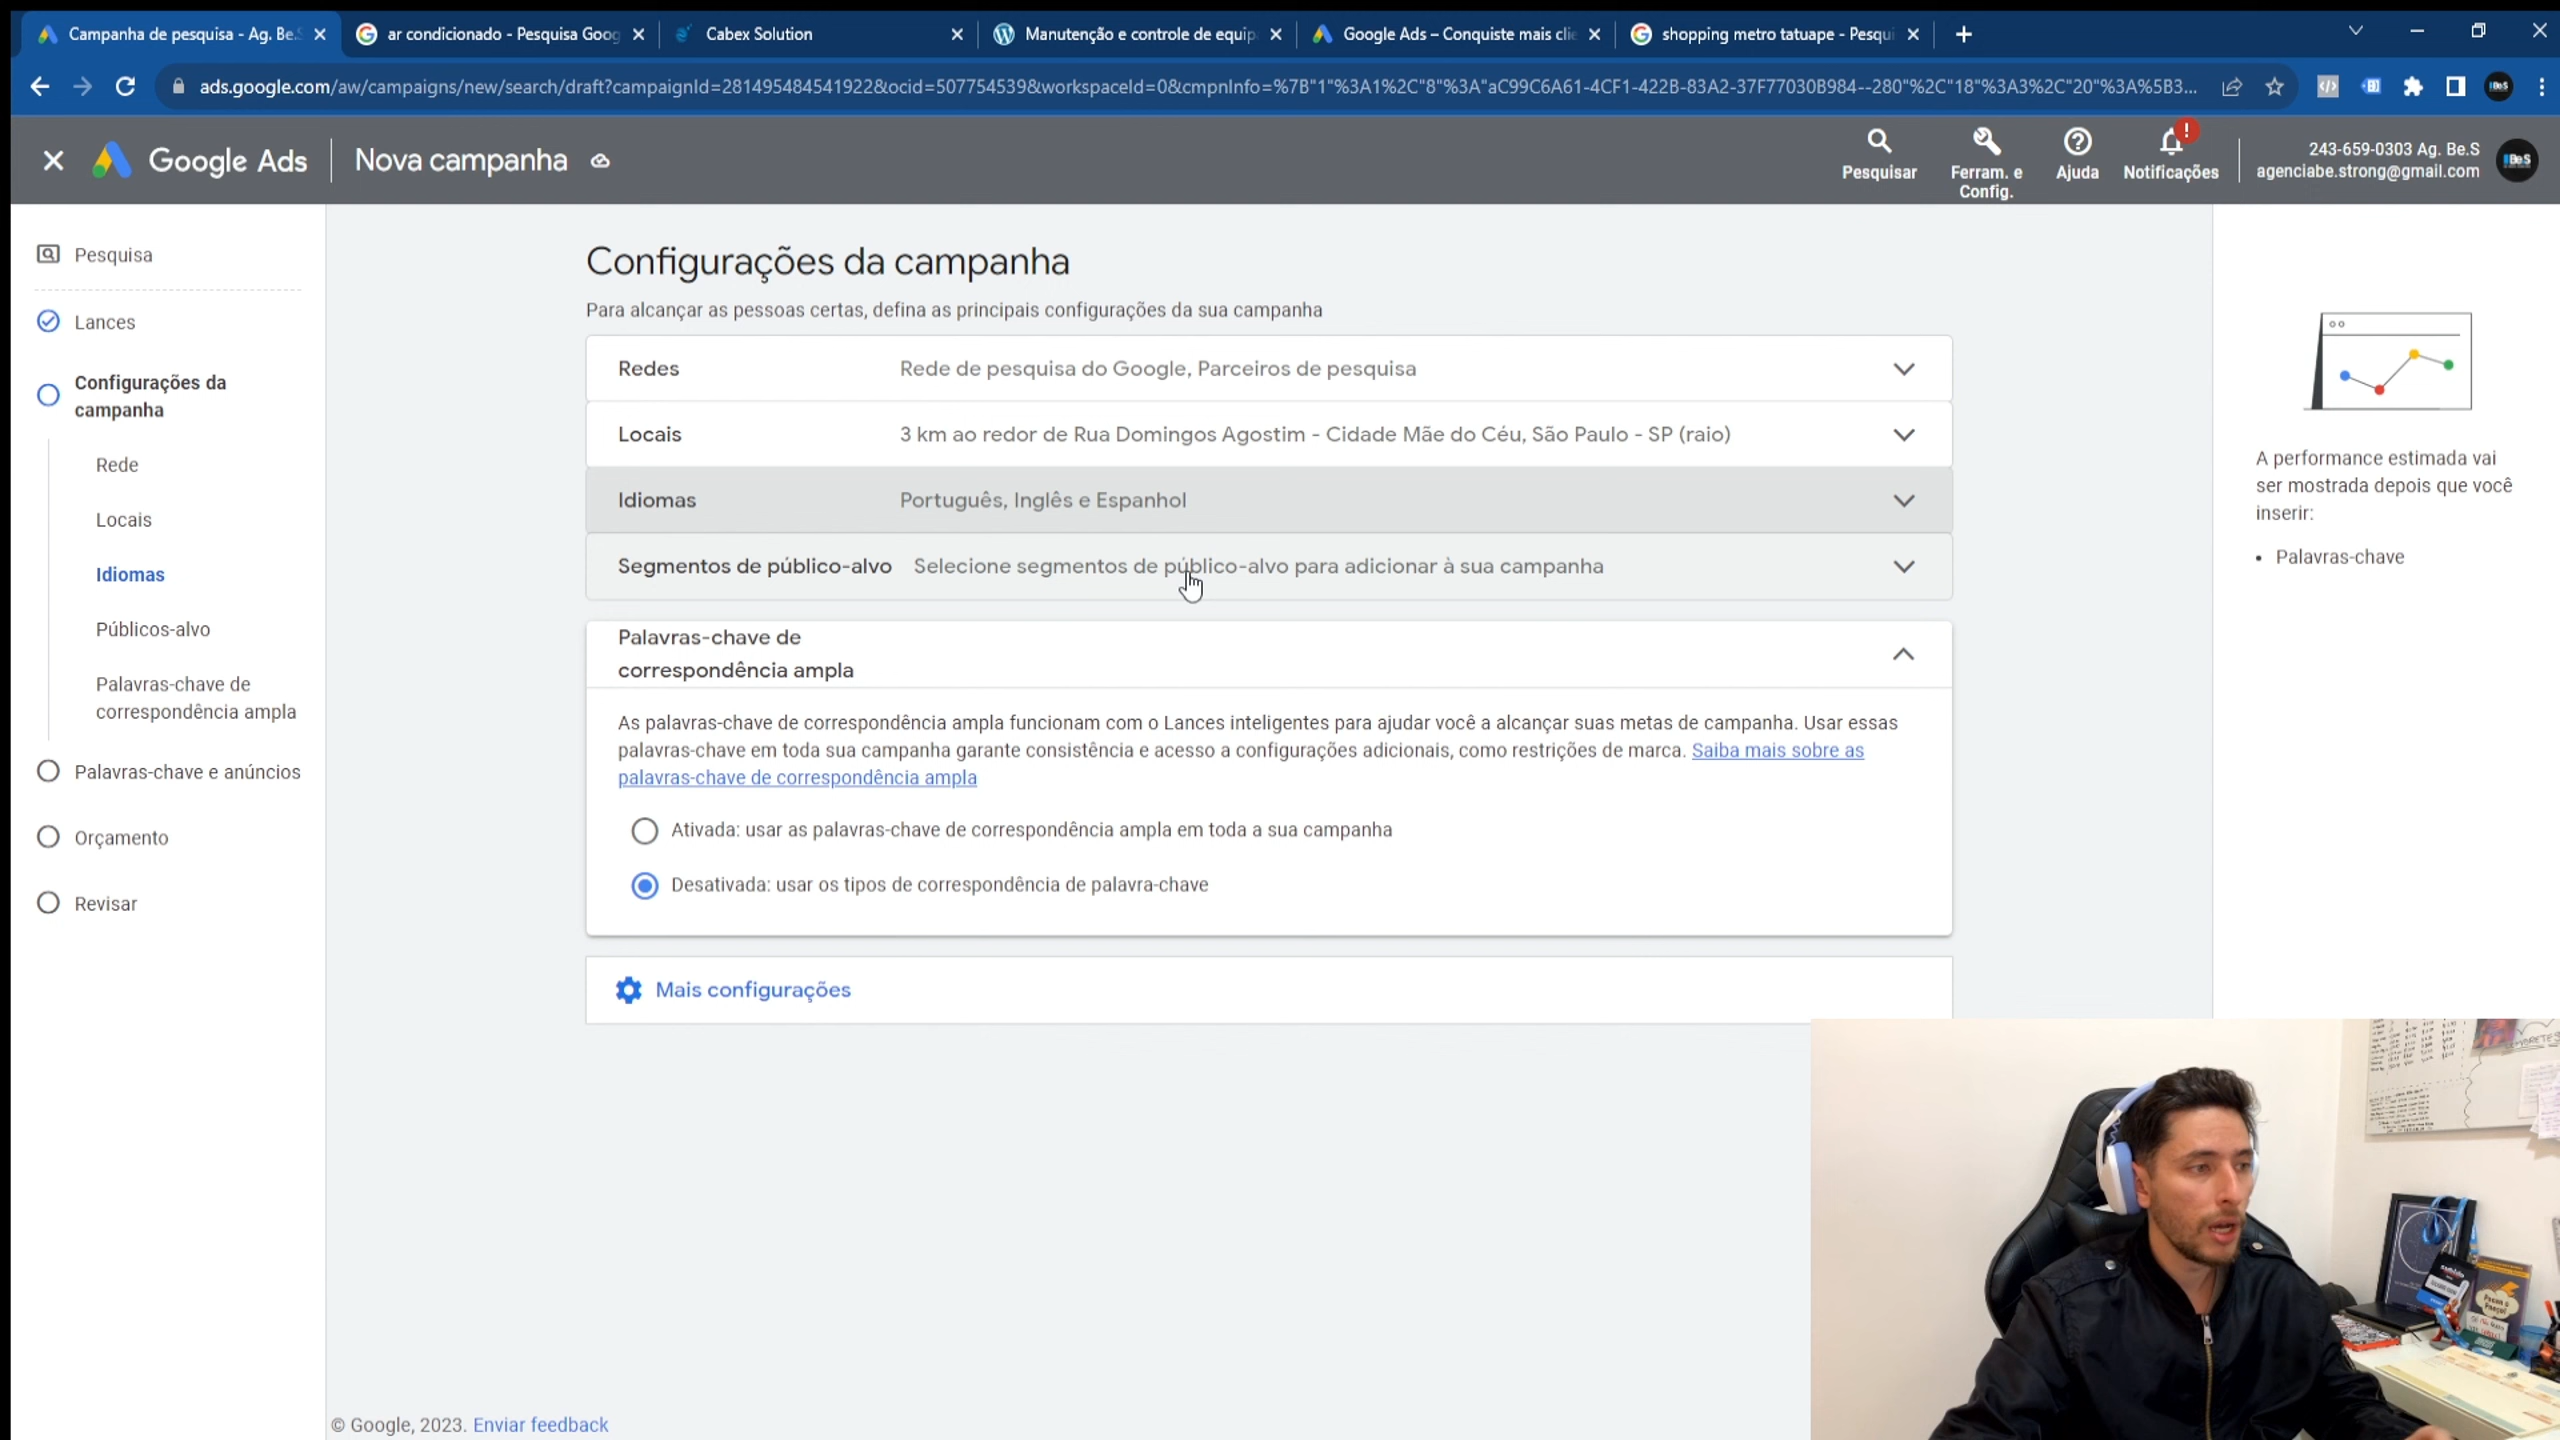 Campanha de pesquisa - Ag. Be.S
ar condicionado - Pesquisa Goog
Cabex Solution
Manutenção e controle de equip
Google Ads – Conquiste mais clie
shopping metro tatuape - Pesqui
ads.google.com/aw/campaigns/new/search/draft?campaignId=281495484541922&ocid=507754539&workspaceId=0&cmpnInfo=%7B"1"%3A1%2C"8"%3A"aC99C6A61-4CF1-422B-83A2-37F77030B984--280"%2C"18"%3A3%2C"20"%3A%5B3...
Google Ads
Nova campanha
Pesquisar
Ferram. e
Config.
Ajuda
Notificações
243-659-0303 Ag. Be.S
agenciabe.strong@gmail.com
Pesquisa
Lances
Configurações da
campanha
Rede
Locais
Idiomas
Públicos-alvo
Palavras-chave de
correspondência ampla
Palavras-chave e anúncios
Orçamento
Revisar
Configurações da campanha
Para alcançar as pessoas certas, defina as principais configurações da sua campanha
Redes Rede de pesquisa do Google, Parceiros de pesquisa
Locais 3 km ao redor de Rua Domingos Agostim - Cidade Mãe do Céu, São Paulo - SP (raio)
Idiomas Português, Inglês e Espanhol
Segmentos de público-alvo Selecione segmentos de público-alvo para adicionar à sua campanha
Palavras-chave de
correspondência ampla
As palavras-chave de correspondência ampla funcionam com o Lances inteligentes para ajudar você a alcançar suas metas de campanha. Usar essas
palavras-chave em toda sua campanha garante consistência e acesso a configurações adicionais, como restrições de marca. Saiba mais sobre as
palavras-chave de correspondência ampla
Ativada: usar as palavras-chave de correspondência ampla em toda a sua campanha
Desativada: usar os tipos de correspondência de palavra-chave
Mais configurações
A performance estimada vai
ser mostrada depois que você
inserir:
• Palavras-chave
© Google, 2023. Enviar feedback